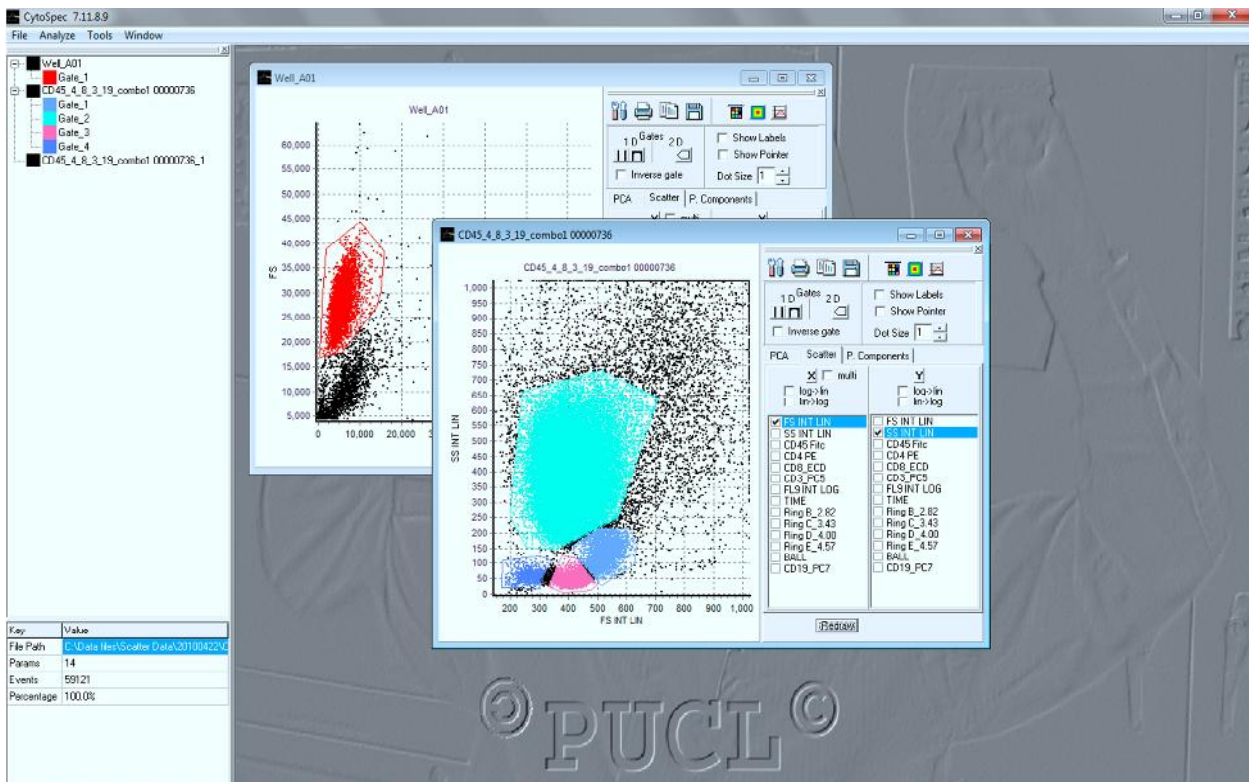 CytoSpec 7.11.8.9
File Analyze Tools Window
Well_A01
Gate_1
CD45_4_8_3_19_combo1 00000736
Gate_1
Gate_2
Gate_3
Gate_4
CD45_4_8_3_19_combo1 00000736_1
Key Value
File Path C:\Data files\Scatter Data\20100422\C
Params 14
Events 59121
Percentage 100.0%
Well_A01
Well_A01
60,000
55,000
50,000
45,000
40,000
35,000
30,000
25,000
20,000
15,000
10,000
5,000
FS
0 10,000 20,000
1D Gates 2D
Inverse gate
Show Labels
Show Pointer
Dot Size 1
PCA Scatter P. Components
X multi Y
CD45_4_8_3_19_combo1 00000736
CD45_4_8_3_19_combo1 00000736
1,000
950
900
850
800
750
700
650
600
550
500
450
400
350
300
250
200
150
100
50
0
SS INT LIN
200 300 400 500 600 700 800 900 1,000
FS INT LIN
1D Gates 2D
Inverse gate
Show Labels
Show Pointer
Dot Size 1
PCA Scatter P. Components
X multi Y
log->lin log->lin
lin->log lin->log
FS INT LIN FS INT LIN
SS INT LIN SS INT LIN
CD45 Fitc CD45 Fitc
CD4 PE CD4 PE
CD8_ECD CD8_ECD
CD3_PC5 CD3_PC5
FL9 INT LOG FL9 INT LOG
TIME TIME
Ring B_2.82 Ring B_2.82
Ring C_3.43 Ring C_3.43
Ring D_4.00 Ring D_4.00
Ring E_4.57 Ring E_4.57
BALL BALL
CD19_PC7 CD19_PC7
Redraw
© PUCL ©